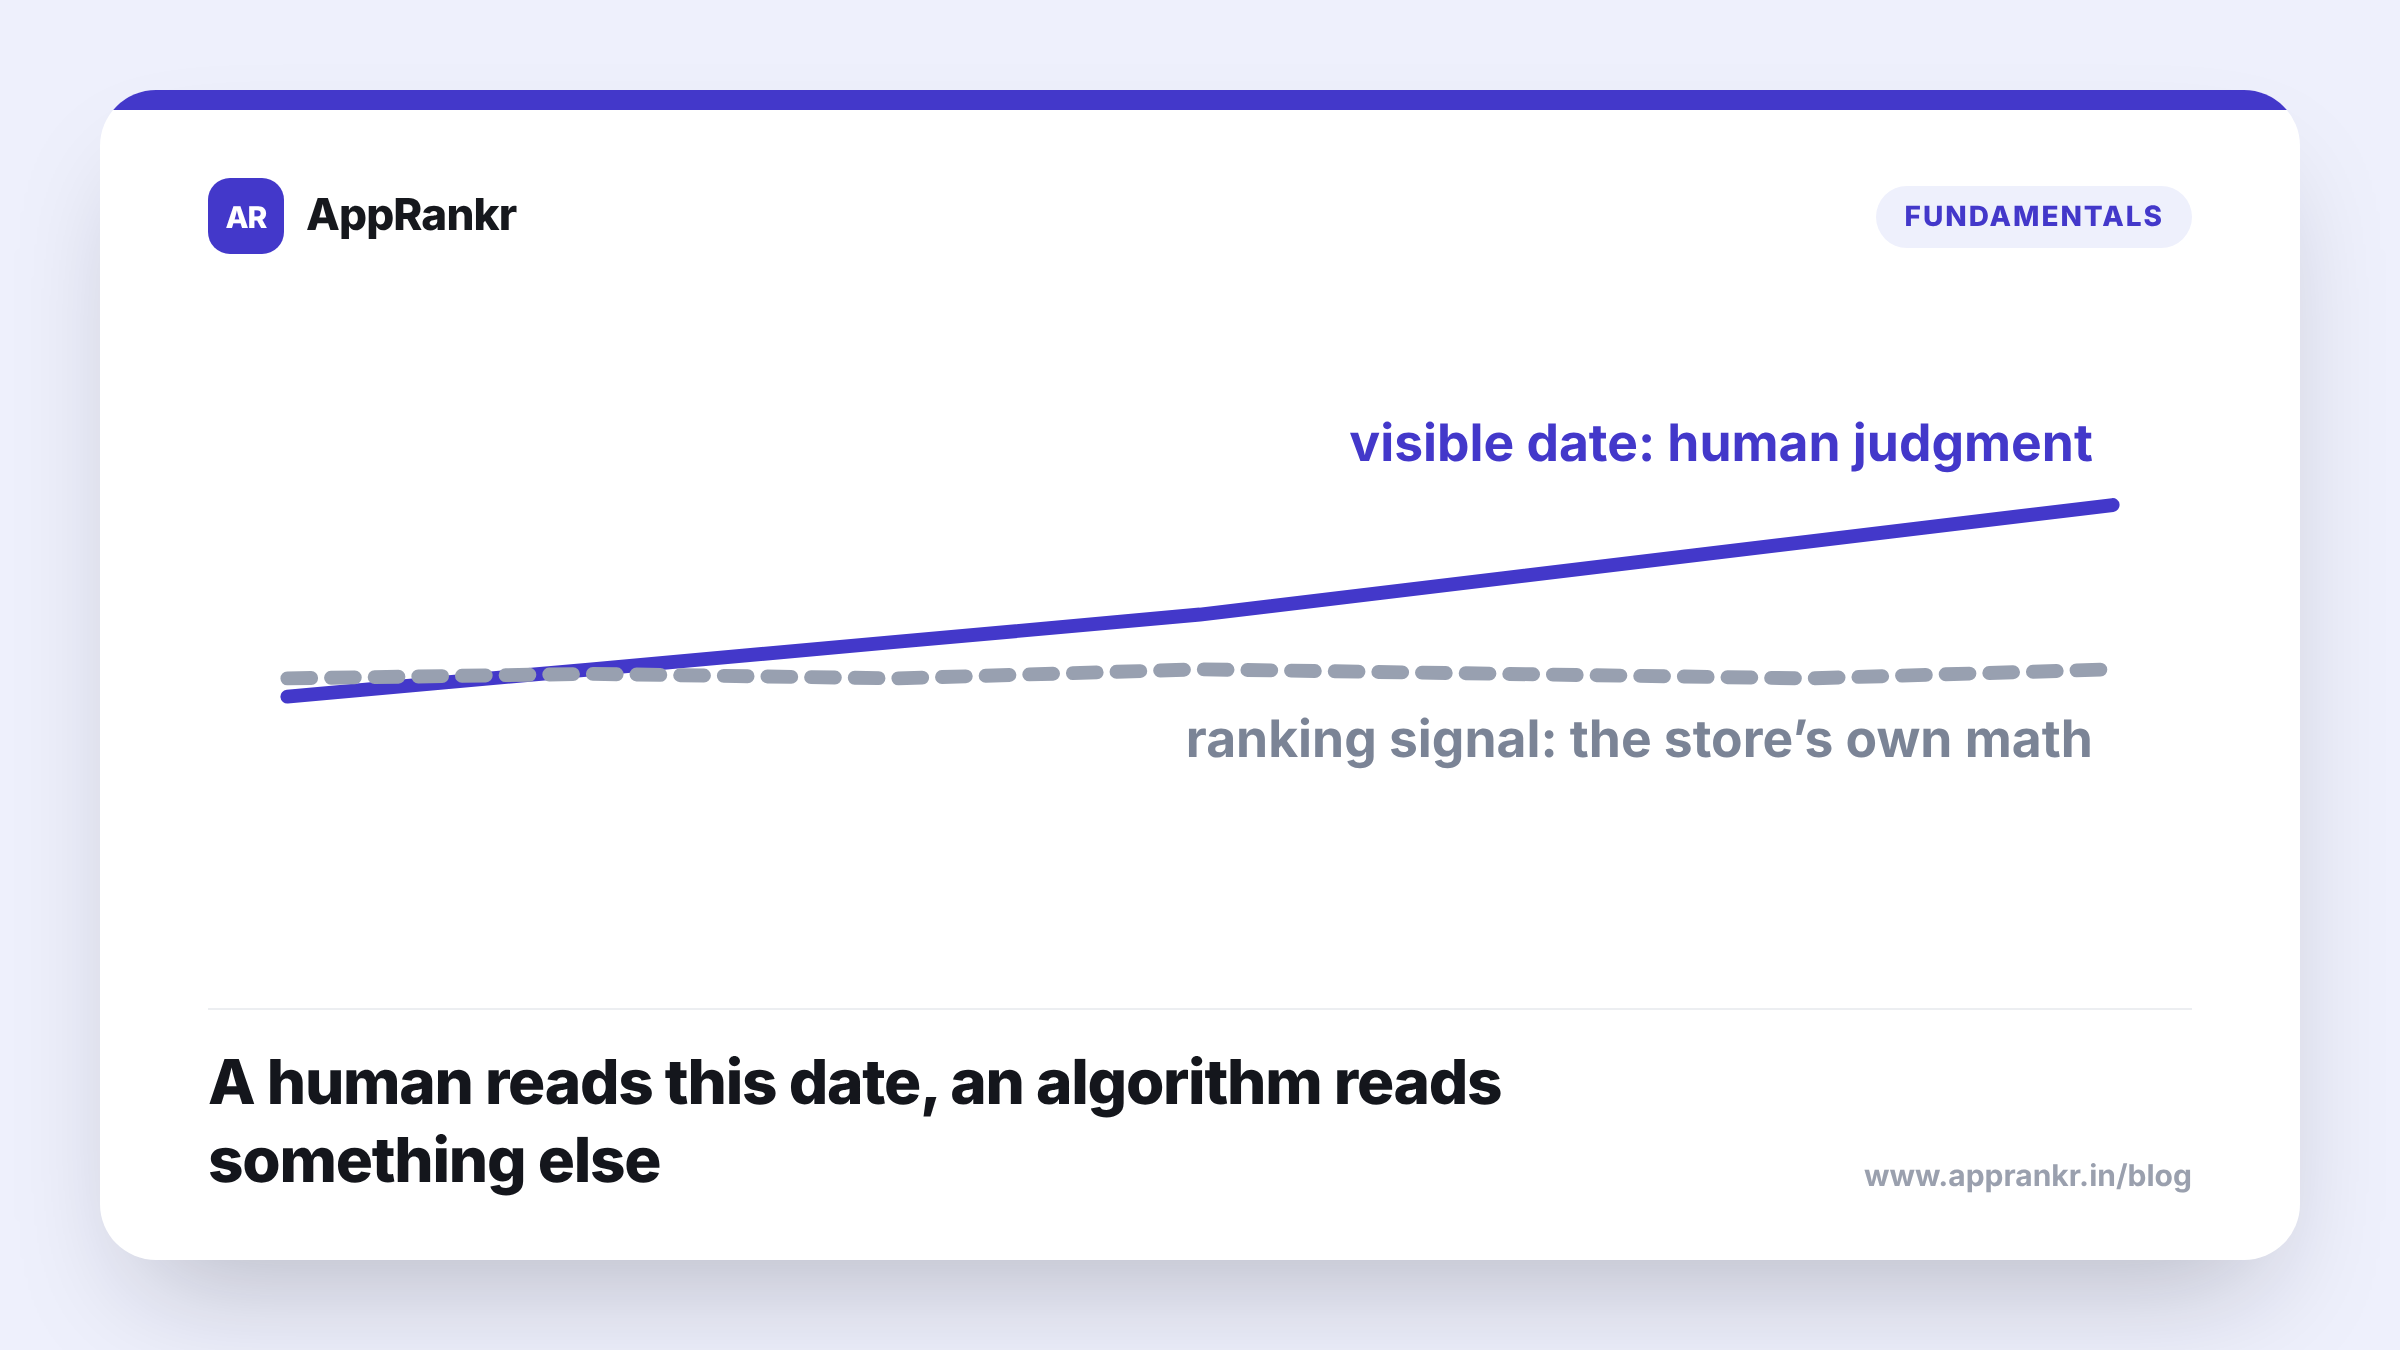 AR AppRankr
FUNDAMENTALS
visible date: human judgment
ranking signal: the store’s own math
A human reads this date, an algorithm reads
something else
www.apprankr.in/blog